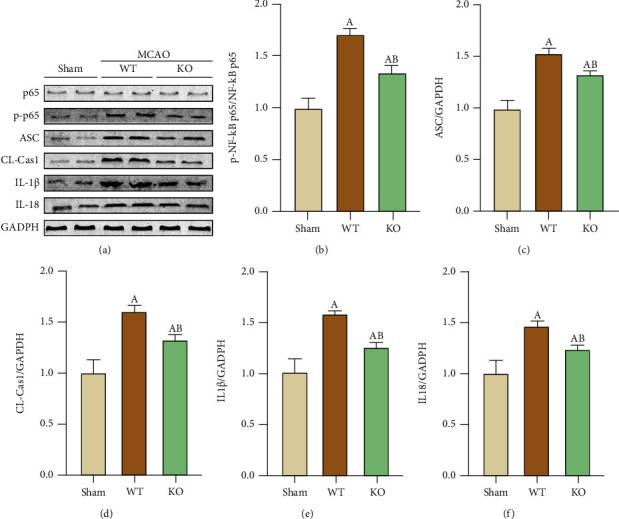 MCAO
Sham WT KO
p65
p-p65
ASC
CL-Cas1
IL-1β
IL-18
GADPH
(a)
p-NF-kB p65/NF-kB p65
2.0
1.5
1.0
0.5
0.0
A
AB
Sham WT KO
(b)
ASC/GAPDH
2.0
1.5
1.0
0.5
0.0
A
AB
Sham WT KO
(c)
CL-Cas1/GAPDH
2.0
1.5
1.0
0.5
0.0
A
AB
Sham WT KO
(d)
IL1β/GADPH
2.0
1.5
1.0
0.5
0.0
A
AB
Sham WT KO
(e)
IL18/GADPH
2.0
1.5
1.0
0.5
0.0
A
AB
Sham WT KO
(f)